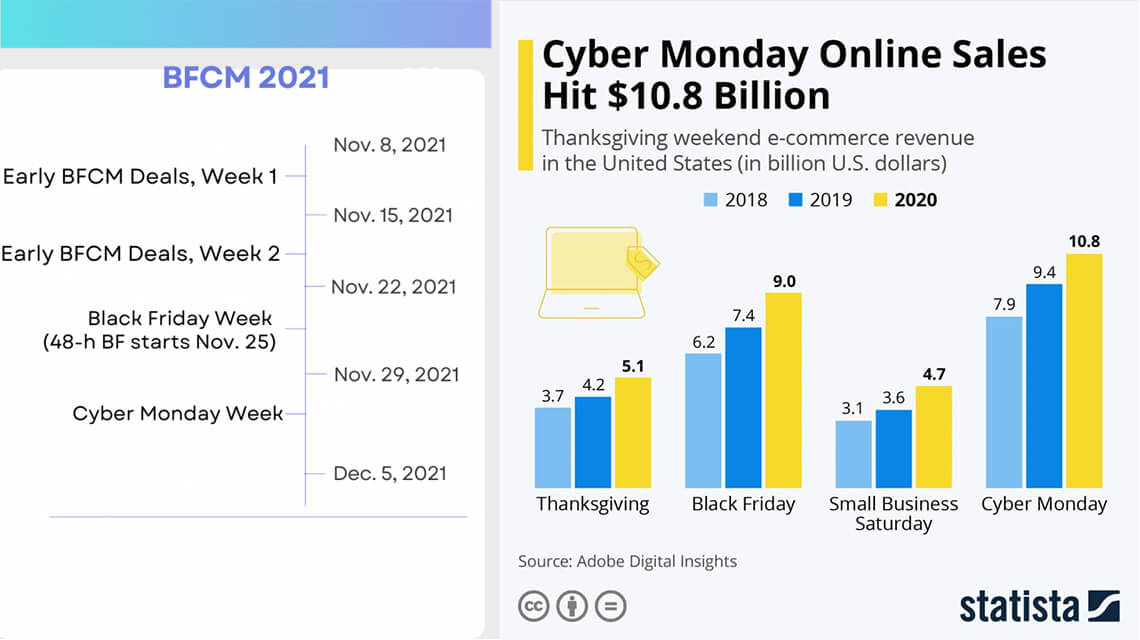 BFCM 2021
Nov. 8, 2021
Early BFCM Deals, Week 1
Nov. 15, 2021
Early BFCM Deals, Week 2
Nov. 22, 2021
Black Friday Week
(48-h BF starts Nov. 25)
Nov. 29, 2021
Cyber Monday Week
Dec. 5, 2021
Cyber Monday Online Sales
Hit $10.8 Billion
Thanksgiving weekend e-commerce revenue
in the United States (in billion U.S. dollars)
2018 2019 2020
3.7 4.2 5.1
6.2 7.4 9.0
3.1 3.6 4.7
7.9 9.4 10.8
Thanksgiving
Black Friday
Small Business
Saturday
Cyber Monday
Source: Adobe Digital Insights
cc
statista